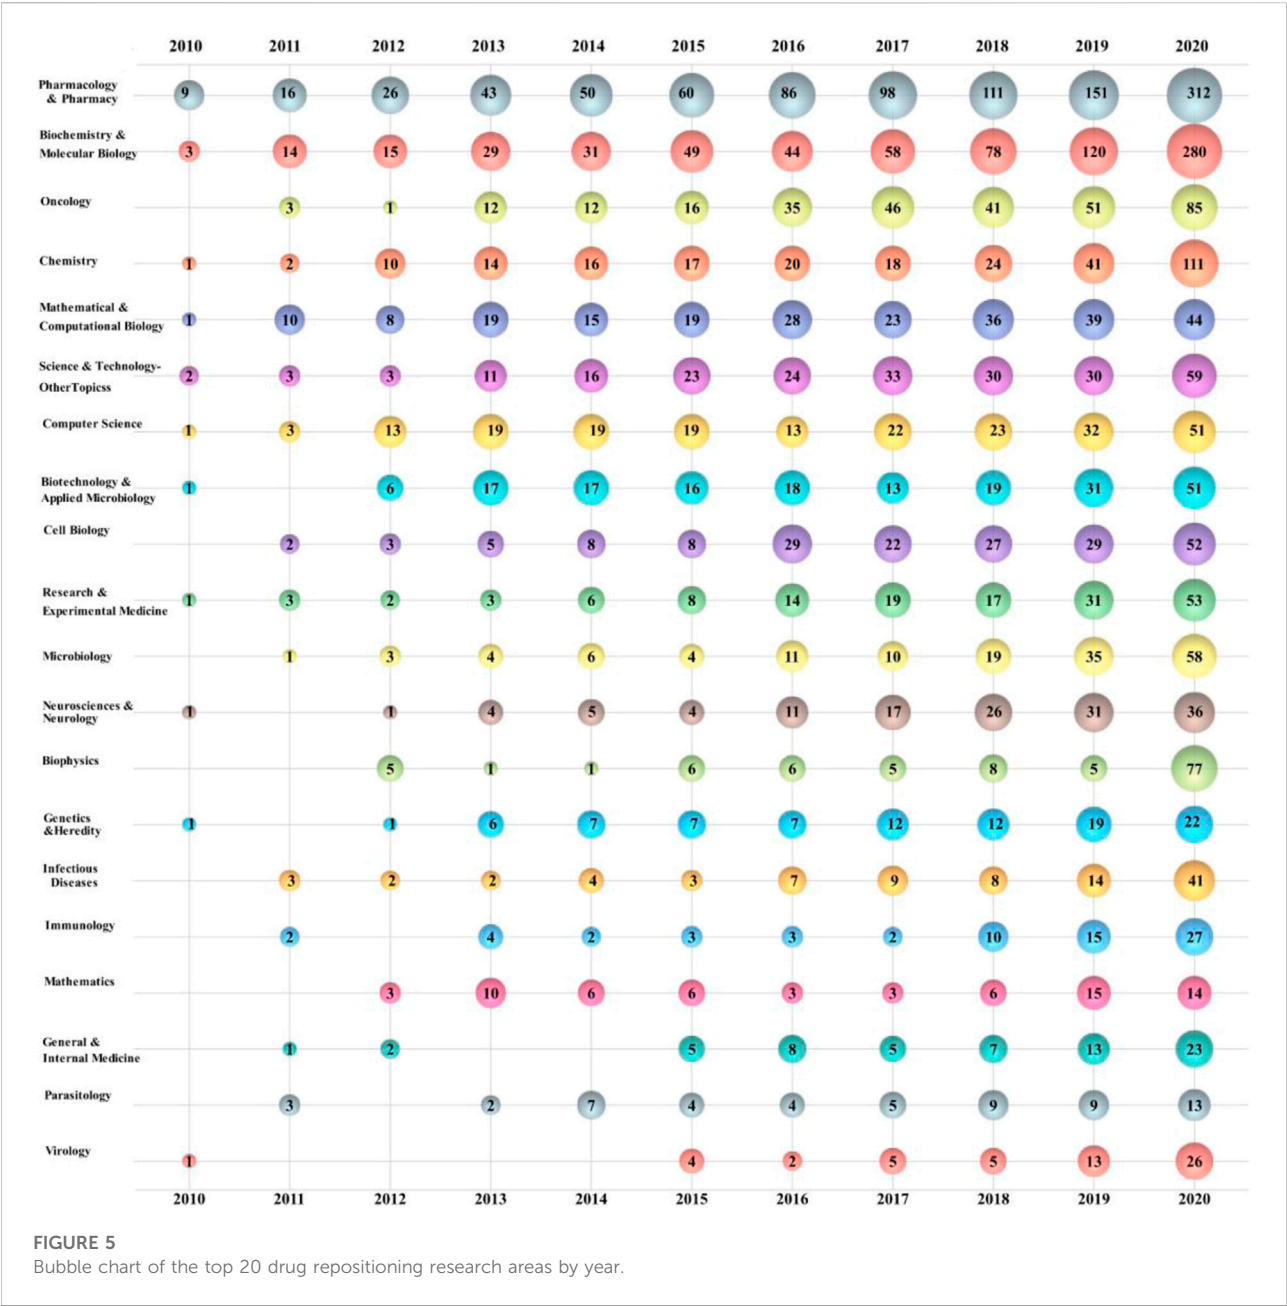 2010 2011 2012 2013 2014 2015 2016 2017 2018 2019 2020
Pharmacology
& Pharmacy
9 16 26 43 50 60 86 98 111 151 312
Biochemistry &
Molecular Biology
3 14 15 29 31 49 44 58 78 120 280
Oncology
3 1 12 12 16 35 46 41 51 85
Chemistry
1 2 10 14 16 17 20 18 24 41 111
Mathematical &
Computational Biology
1 10 8 19 15 19 28 23 36 39 44
Science & Technology-
OtherTopicss
2 3 3 11 16 23 24 33 30 30 59
Computer Science
1 3 13 19 19 19 13 22 23 32 51
Biotechnology &
Applied Microbiology
1 6 17 17 16 18 13 19 31 51
Cell Biology
2 3 5 8 8 29 22 27 29 52
Research &
Experimental Medicine
1 3 2 3 6 8 14 19 17 31 53
Microbiology
1 3 4 6 4 11 10 19 35 58
Neurosciences &
Neurology
1 1 4 5 4 11 17 26 31 36
Biophysics
5 1 1 6 6 5 8 5 77
Genetics
&Heredity
1 1 6 7 7 7 12 12 19 22
Infectious
Diseases
3 2 2 4 3 7 9 8 14 41
Immunology
2 4 2 3 3 2 10 15 27
Mathematics
3 10 6 6 3 3 6 15 14
General &
Internal Medicine
1 2 5 8 5 7 13 23
Parasitology
3 2 7 4 4 5 9 9 13
Virology
1 4 2 5 5 13 26
2010 2011 2012 2013 2014 2015 2016 2017 2018 2019 2020
FIGURE 5
Bubble chart of the top 20 drug repositioning research areas by year.